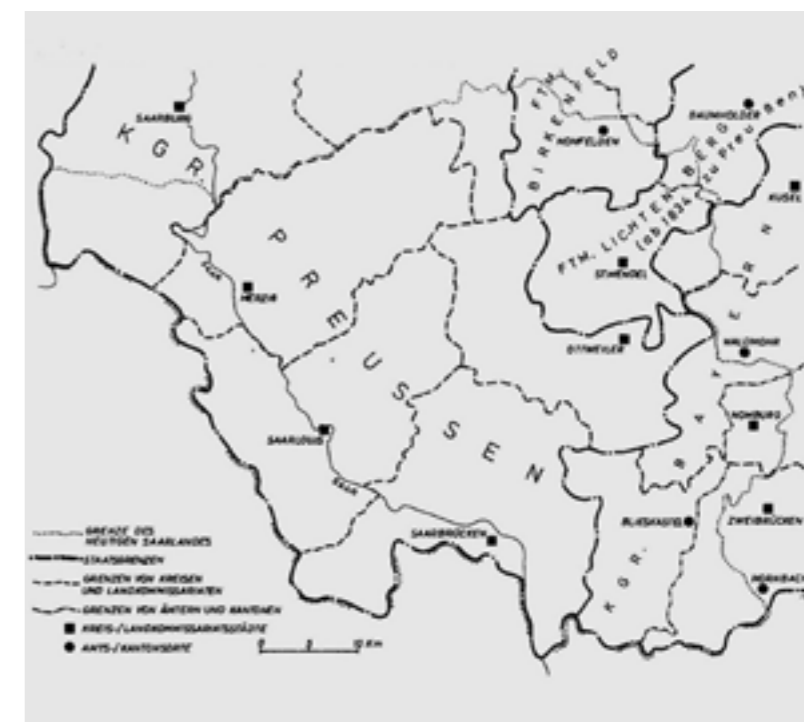 SAARBURG
KGR.
PREUSSEN
FTM.
BIRKENFELD
NOHFELDEN
BAUMHOLDER
FTM. LICHTENBERG
(ab 1834 zu Preußen)
KUSEL
ST.WENDEL
OTTWEILER
WALDMOHR
HOMBURG
MERZIG
SAAR
SAARLOUIS
SAAR
SAARBRÜCKEN
KGR.
BAYERN
BLIESKASTEL
ZWEIBRÜCKEN
HORNBACH
GRENZE DES
HEUTIGEN SAARLANDES
STAATSGRENZEN
GRENZEN VON KREISEN
UND LANDKOMMISSARIATEN
GRENZEN VON ÄMTERN UND KANTONEN
KREIS-/LANDKOMMISSARIATSSTÄDTE
AMTS-/KANTONSORTE
0 5 10 Km